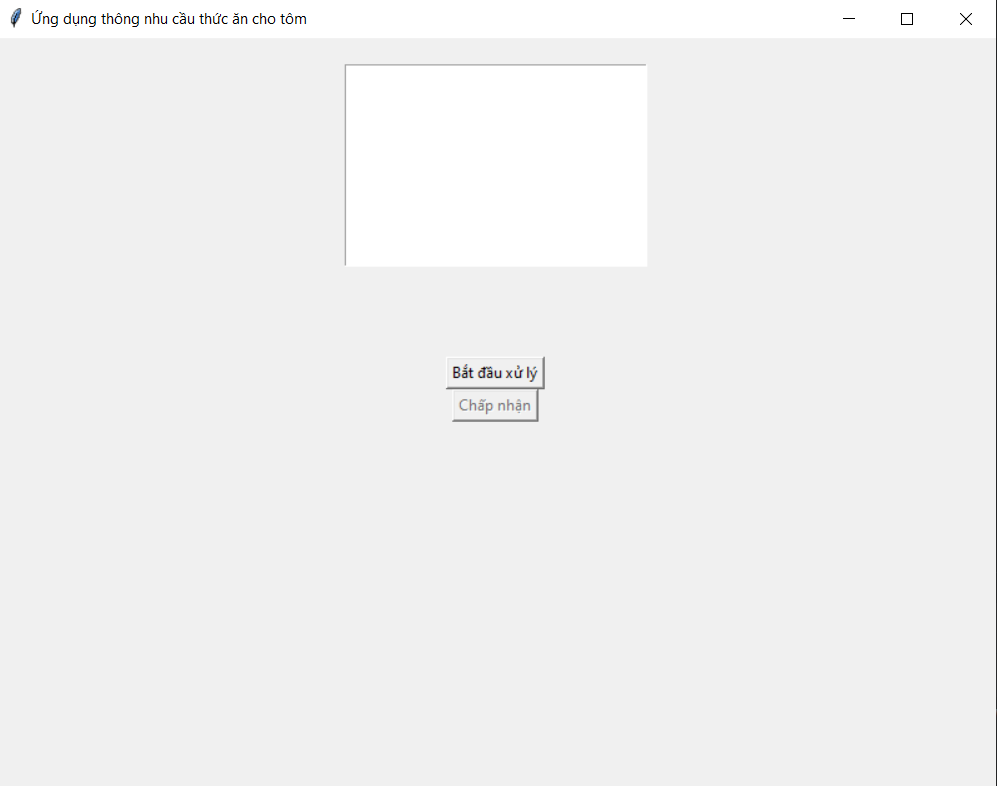 Ứng dụng thông nhu cầu thức ăn cho tôm
Bắt đầu xử lý
Chấp nhận